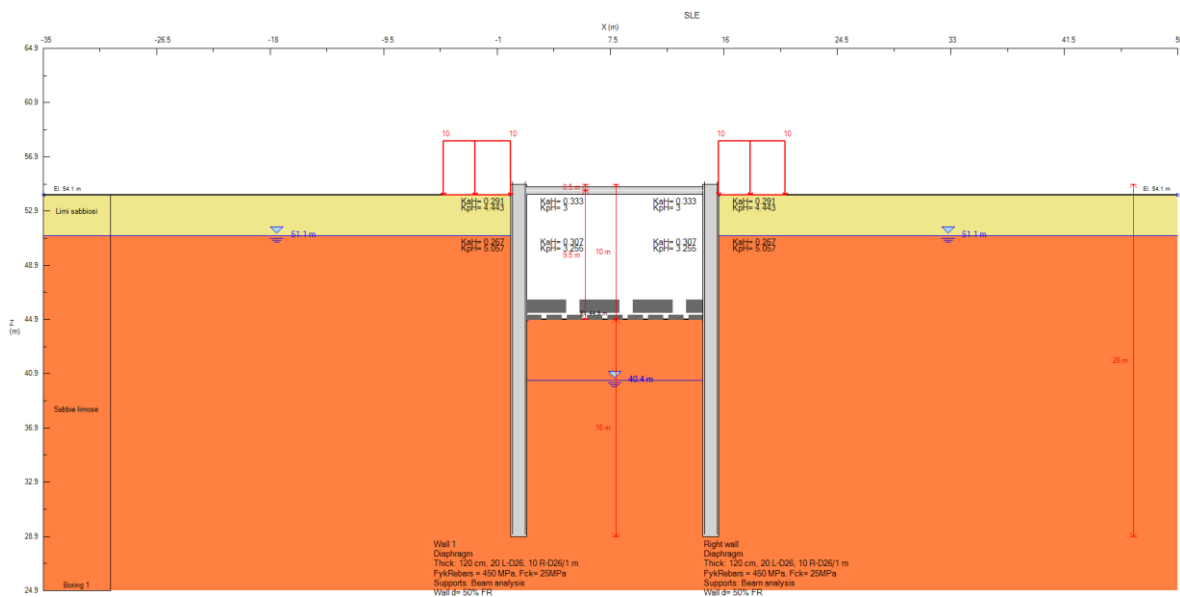 SLE
X (m)
-35
-26.5
-18
-9.5
-1
7.5
16
24.5
33
41.5
5
64.9
60.9
56.9
52.9
48.9
44.9
40.9
36.9
32.9
28.9
24.9
Z
(m)
10
10
10
10
El. 54.1 m
0.5 m
El. 54.1 m
Limi sabbiosi
KaH= 0.291
KpH= 4.443
KaH= 0.333
KpH= 3
KaH= 0.333
KpH= 3
KaH= 0.291
KpH= 4.443
51.1 m
51.1 m
KaH= 0.267
KpH= 5.057
KaH= 0.307
KpH= 3.255
KaH= 0.307
KpH= 3.255
KaH= 0.267
KpH= 5.057
9.5 m
10 m
26 m
40.4 m
Sabbie limose
16 m
Boring 1
Wall 1
Diaphragm
Thick: 120 cm, 20 L-D26, 10 R-D26/1 m
FykRebars = 450 MPa, Fck= 25MPa
Supports: Beam analysis
Wall d= 50% FR
Right wall
Diaphragm
Thick: 120 cm, 20 L-D26, 10 R-D26/1 m
FykRebars = 450 MPa, Fck= 25MPa
Supports: Beam analysis
Wall d= 50% FR